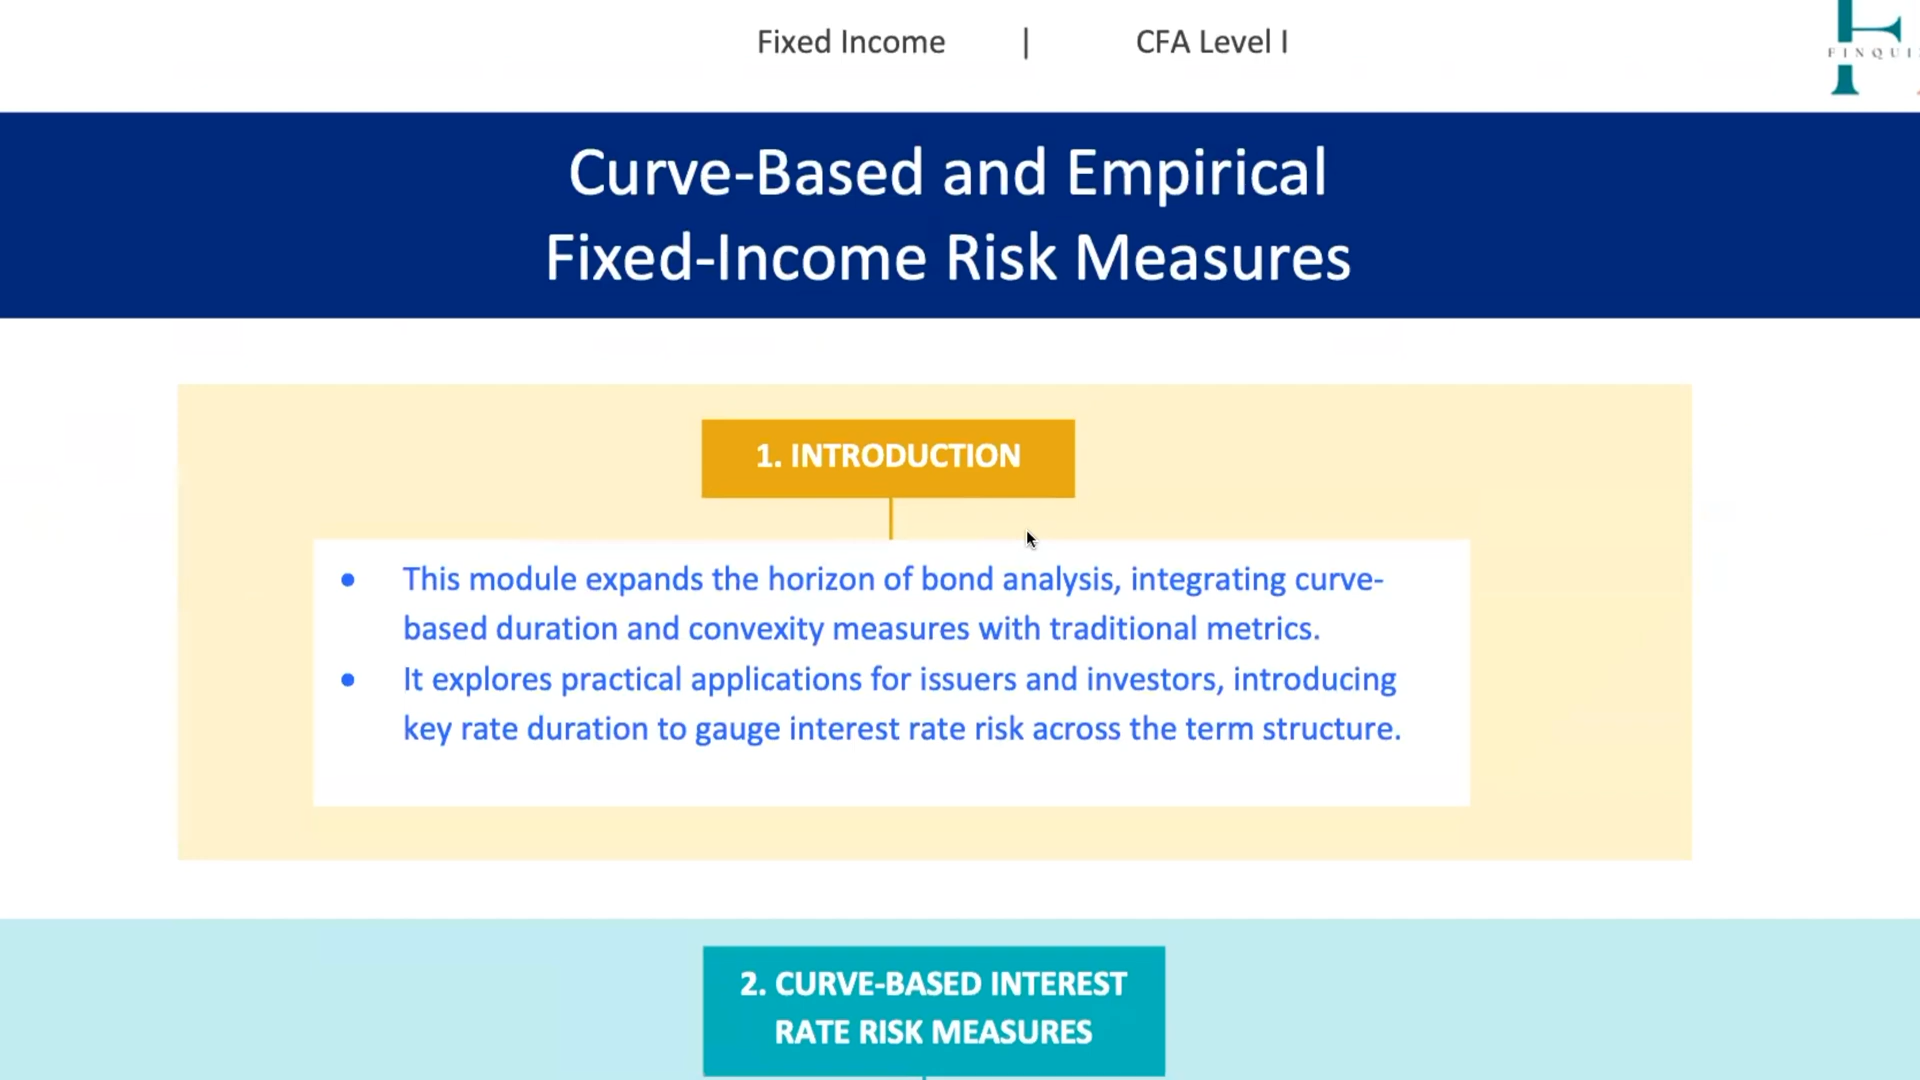 Fixed Income | CFA Level I
FINQUI
Curve-Based and Empirical
Fixed-Income Risk Measures
1. INTRODUCTION
• This module expands the horizon of bond analysis, integrating curve-
based duration and convexity measures with traditional metrics.
• It explores practical applications for issuers and investors, introducing
key rate duration to gauge interest rate risk across the term structure.
2. CURVE-BASED INTEREST
RATE RISK MEASURES